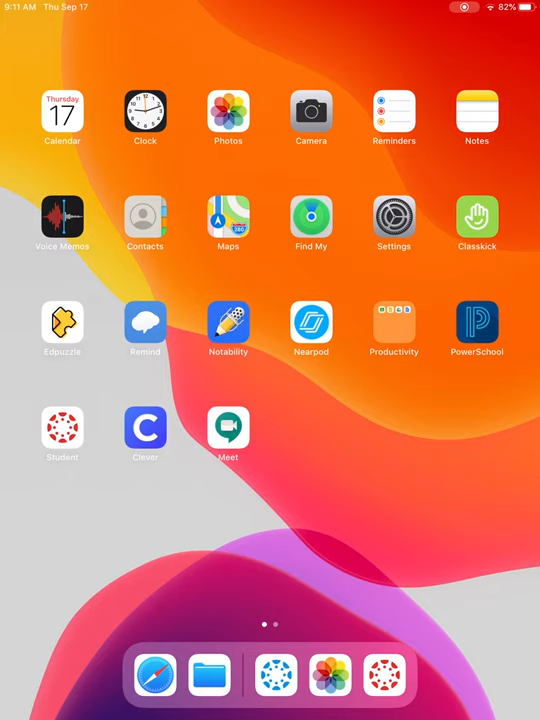 9:11 AM Thu Sep 17 82%
Thursday
17
Calendar Clock Photos Camera Reminders Notes
280
Voice Memos Contacts Maps Find My Settings Classkick
Edpuzzle Remind Notability Nearpod Productivity PowerSchool
Student Clever Meet